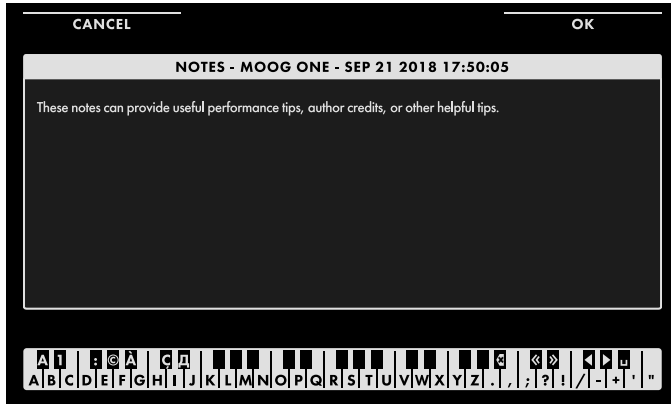 CANCEL OK
NOTES - MOOG ONE - SEP 21 2018 17:50:05
These notes can provide useful performance tips, author credits, or other helpful tips.
A 1 : © À Ç Д « »
A B C D E F G H I J K L M N O P Q R S T U V W X Y Z . , ; ? ! / - + ' "